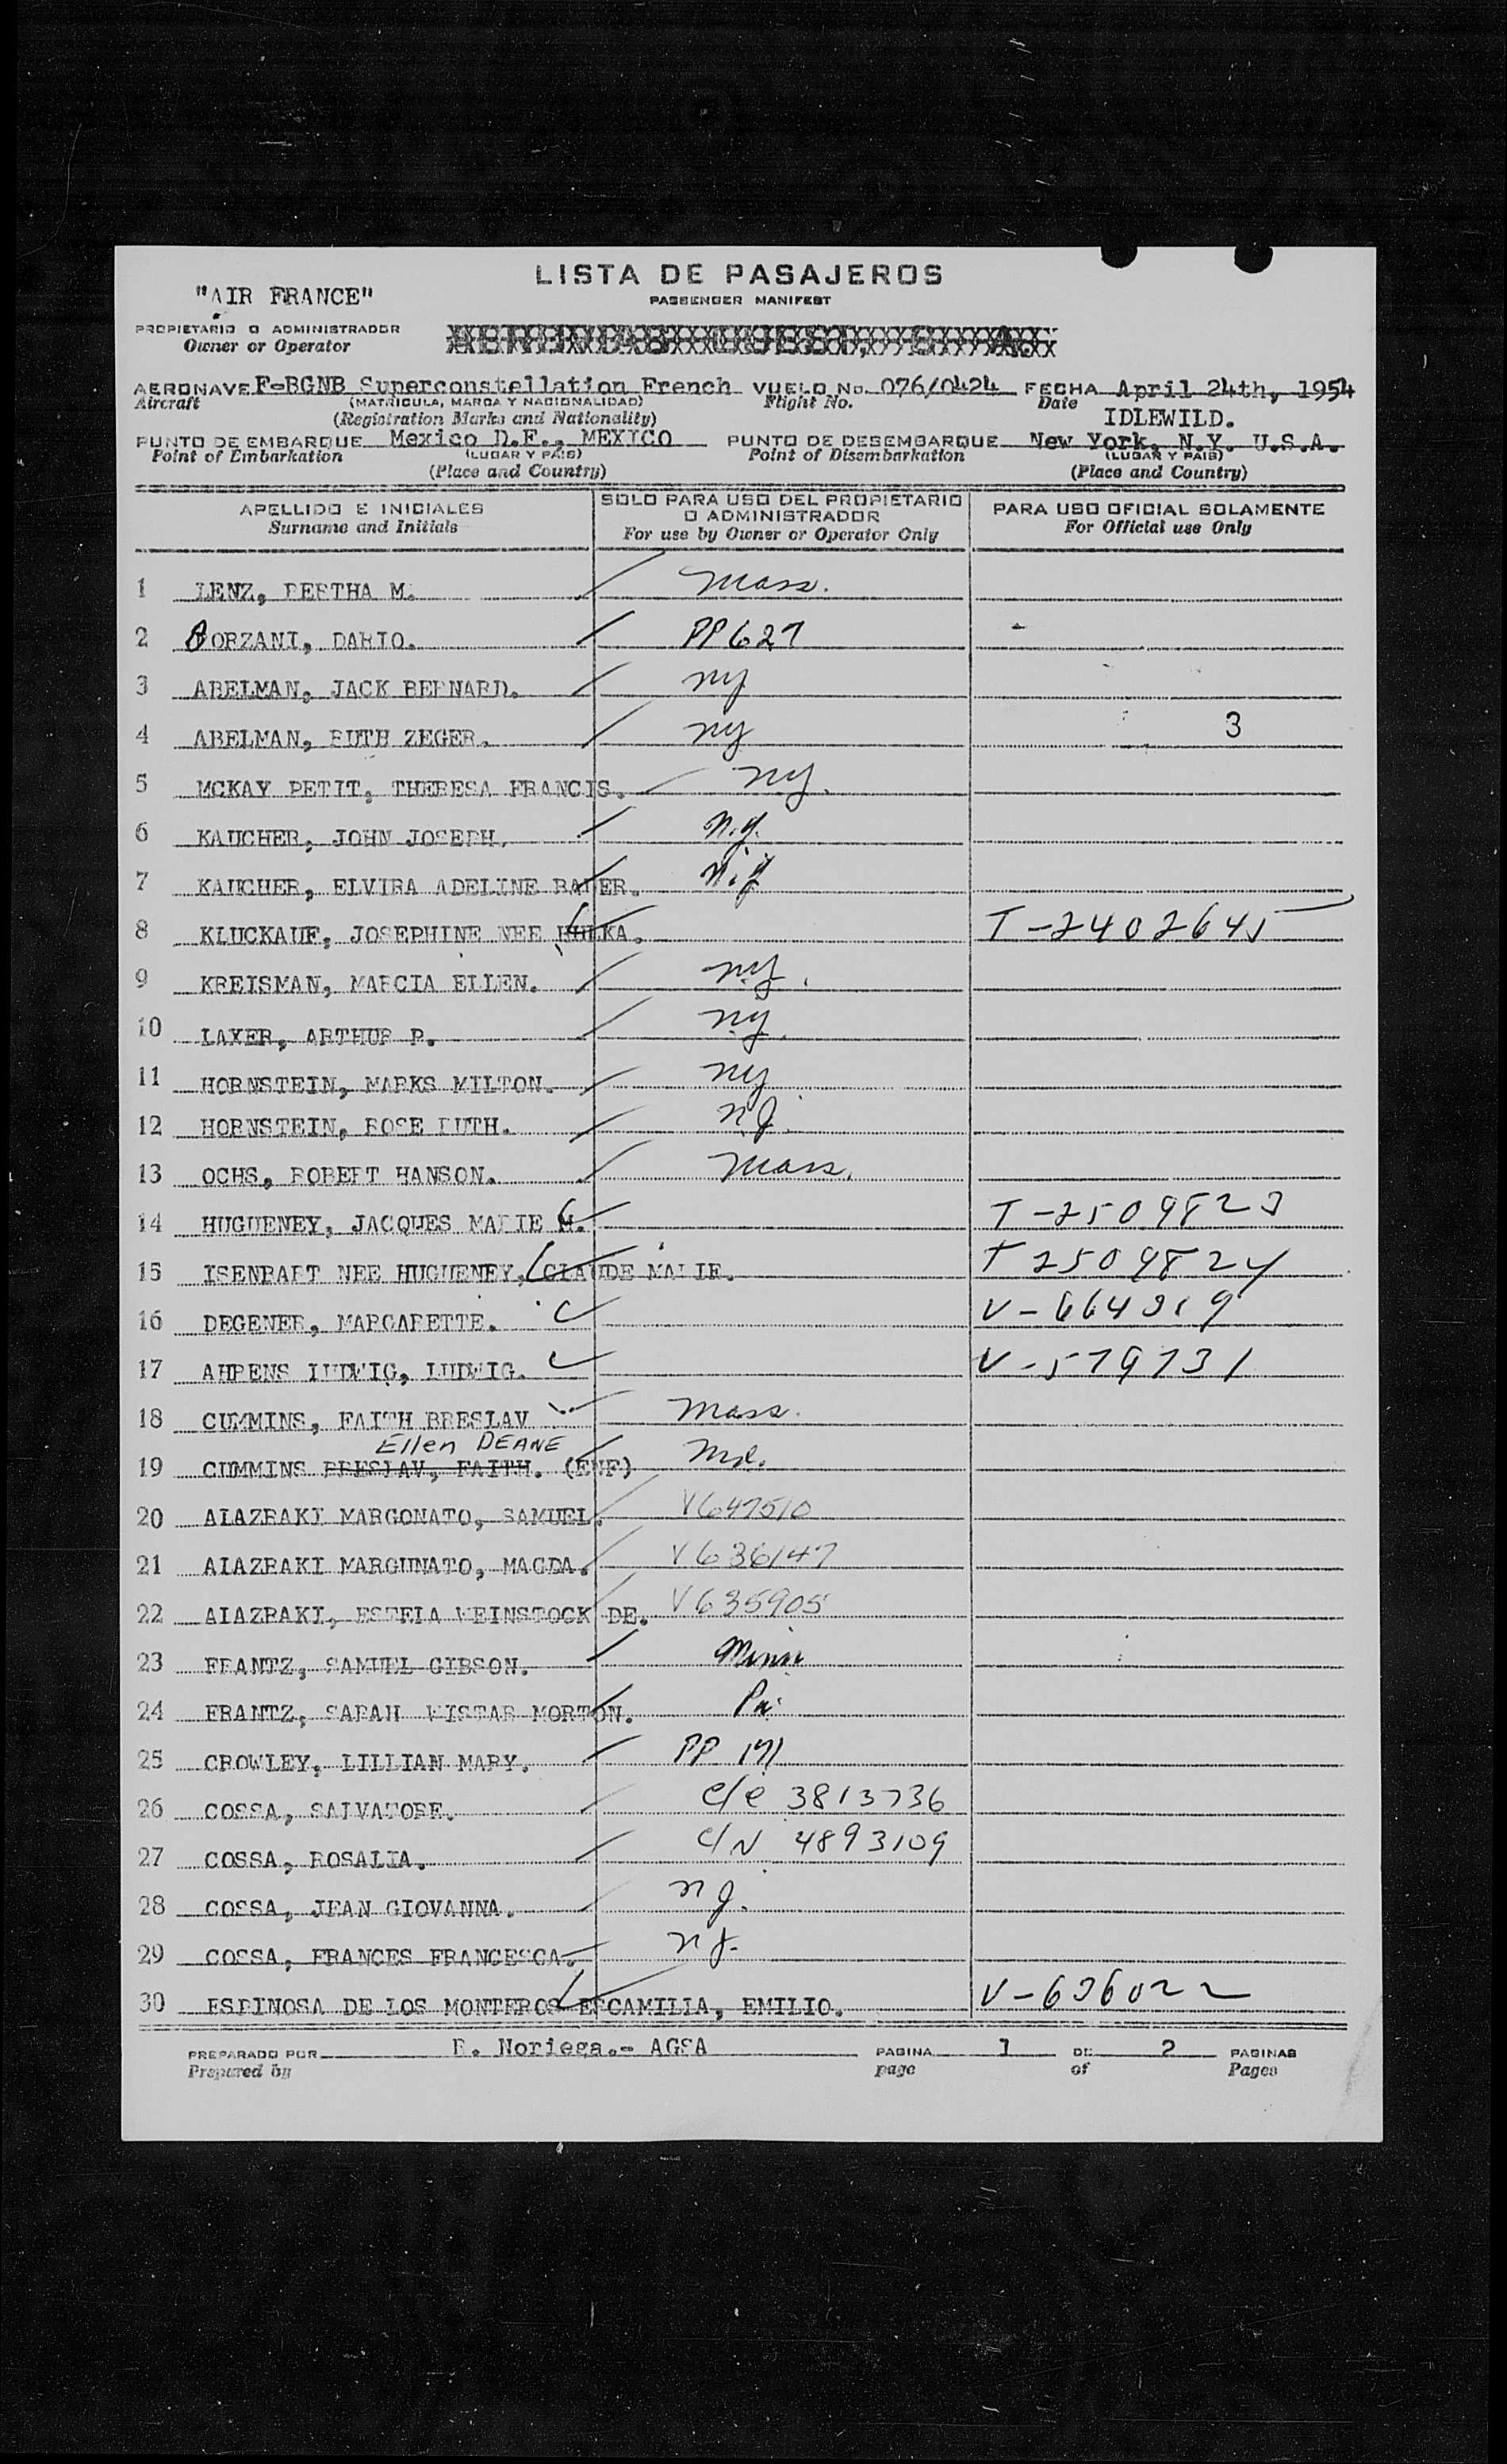 LISTA DE PASAJEROS
"AIR FRANCE"
PASSENGER MANIFEST
PROPIETARIO O ADMINISTRADOR
Owner or Operator
AERONAVE F-BGNB Superconstellation French VUELO No. 076/0424 FECHA April 24th, 1954
Aircraft (MATRICULA, MARCA Y NACIONALIDAD) Flight No. Date
(Registration Marks and Nationality) IDLEWILD.
PUNTO DE EMBARQUE Mexico D.F., MEXICO PUNTO DE DESEMBARQUE New York, N.Y. U.S.A.
Point of Embarkation (LUGAR Y PAIS) Point of Disembarkation (LUGAR Y PAIS)
(Place and Country) (Place and Country)
APELLIDO E INICIALES SOLO PARA USO DEL PROPIETARIO O ADMINISTRADOR PARA USO OFICIAL SOLAMENTE
Surname and Initials For use by Owner or Operator Only For Official use Only
1 LENZ, BERTHA M. Mass.
2 BORZANI, DARIO. PP 627
3 ABELMAN, JACK BERNARD. ny
4 ABELMAN, RUTH ZEGER. ny 3
5 MCKAY PETIT, THERESA FRANCIS. ny.
6 KAUCHER, JOHN JOSEPH. n.y.
7 KAUCHER, ELVIRA ADELINE BAUER. n.y
8 KLUCKAUF, JOSEPHINE NEE HULKA. T-2402645
9 KREISMAN, MARCIA ELLEN. ny.
10 LAXER, ARTHUR P. ny.
11 HORNSTEIN, MARKS MILTON. ny
12 HORNSTEIN, ROSE RUTH. n.J.
13 OCHS, ROBERT HANSON. Mass.
14 HUGUENEY, JACQUES MARIE H. T-2509823
15 ISENBART NEE HUGUENEY, CLAUDE MARIE. T 2509824
16 DEGENER, MARGARETTE. V-664319
17 AHRENS LUDWIG, LUDWIG. V-579731
18 CUMMINS, FAITH BRESLAV Mass.
Ellen DEANE
19 CUMMINS BRESLAV, FAITH. (INF) Md.
20 ALAZRAKI MARGONATO, SAMUEL. V647510
21 ALAZRAKI MARGUNATO, MAGDA. V636147
22 ALAZRAKI, ESTELA WEINSTOCK DE. V635905
23 FRANTZ, SAMUEL GIBSON. Minn
24 FRANTZ, SARAH WISTAR MORTON. Pa.
25 CROWLEY, LILLIAN MARY. PP 171
26 COSSA, SALVATORE. c/c 3813736
27 COSSA, ROSALIA. C/N 4893109
28 COSSA, JEAN GIOVANNA. n J.
29 COSSA, FRANCES FRANCESCA. n J.
30 ESPINOSA DE LOS MONTEROS ESCAMILIA, EMILIO. V-636022
PREPARADO POR R. Noriega.- AGSA PAGINA 1 DE 2 PAGINAS
Prepared by page of Pages